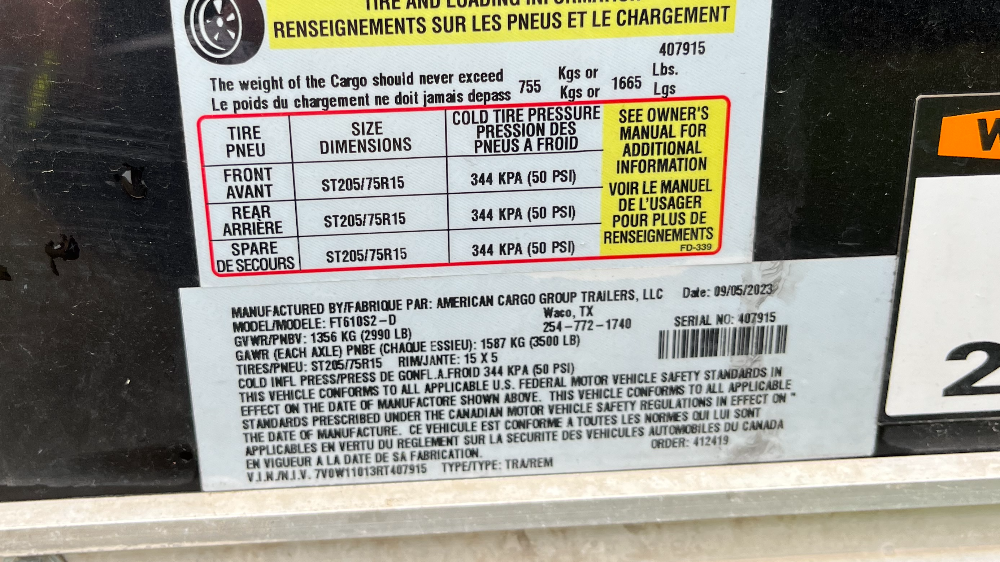 TIRE AND LOADING INFORMATION
RENSEIGNEMENTS SUR LES PNEUS ET LE CHARGEMENT
407915
The weight of the Cargo should never exceed 755 Kgs or 1665 Lbs.
Le poids du chargement ne doit jamais depass Kgs or Lgs
TIRE
PNEU
SIZE
DIMENSIONS
COLD TIRE PRESSURE
PRESSION DES
PNEUS A FROID
SEE OWNER'S
MANUAL FOR
ADDITIONAL
INFORMATION
VOIR LE MANUEL
DE L'USAGER
POUR PLUS DE
RENSEIGNEMENTS
FD-339
FRONT
AVANT
ST205/75R15
344 KPA (50 PSI)
REAR
ARRIÈRE
ST205/75R15
344 KPA (50 PSI)
SPARE
DE SECOURS
ST205/75R15
344 KPA (50 PSI)
MANUFACTURED BY/FABRIQUE PAR: AMERICAN CARGO GROUP TRAILERS, LLC Date: 09/05/2023
MODEL/MODELE: FT610S2-D Waco, TX
GVWR/PNBV: 1356 KG (2990 LB) 254-772-1740 SERIAL NO: 407915
GAWR (EACH AXLE) PNBE (CHAQUE ESSIEU): 1587 KG (3500 LB)
TIRES/PNEU: ST205/75R15 RIM/JANTE: 15 X 5
COLD INFL PRESS/PRESS DE GONFL.A.FROID 344 KPA (50 PSI)
THIS VEHICLE CONFORMS TO ALL APPLICABLE U.S. FEDERAL MOTOR VEHICLE SAFETY STANDARDS IN
EFFECT ON THE DATE OF MANUFACTORE SHOWN ABOVE. THIS VEHICLE CONFORMS TO ALL APPLICABLE
STANDARDS PRESCRIBED UNDER THE CANADIAN MOTOR VEHICLE SAFETY REGULATIONS IN EFFECT ON "
THE DATE OF MANUFACTURE. CE VEHICULE EST CONFORME A TOUTES LES NORMES QUI LUI SONT
APPLICABLES EN VERTU DU REGLEMENT SUR LA SECURITE DES VEHICULES AUTOMOBILES DU CANADA
EN VIGUEUR A LA DATE DE SA FABRICATION. ORDER: 412419
V.I.N./N.I.V. 7V0W11013RT407915 TYPE/TYPE: TRA/REM
W
2